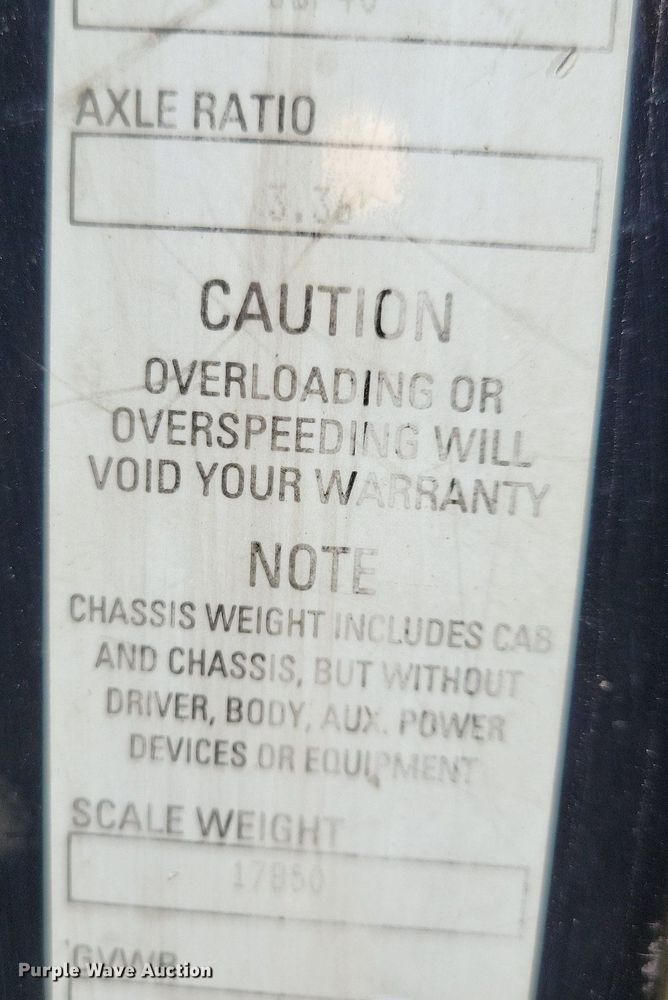 AXLE RATIO
CAUTION
OVERLOADING OR
OVERSPEEDING WILL
VOID YOUR WARRANTY
NOTE
CHASSIS WEIGHT INCLUDES CAB
AND CHASSIS, BUT WITHOUT
DRIVER, BODY, AUX. POWER
DEVICES OR EQUIPMENT
SCALE WEIGHT
17850
GVWR
Purple Wave Auction